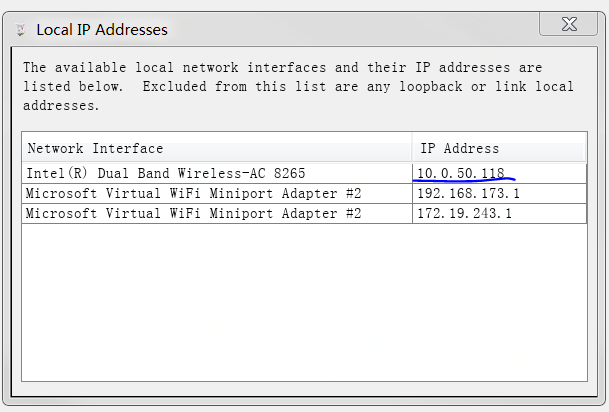 Local IP Addresses
The available local network interfaces and their IP addresses are
listed below.  Excluded from this list are any loopback or link local
addresses.
Network Interface IP Address
Intel(R) Dual Band Wireless-AC 8265 10.0.50.118
Microsoft Virtual WiFi Miniport Adapter #2 192.168.173.1
Microsoft Virtual WiFi Miniport Adapter #2 172.19.243.1